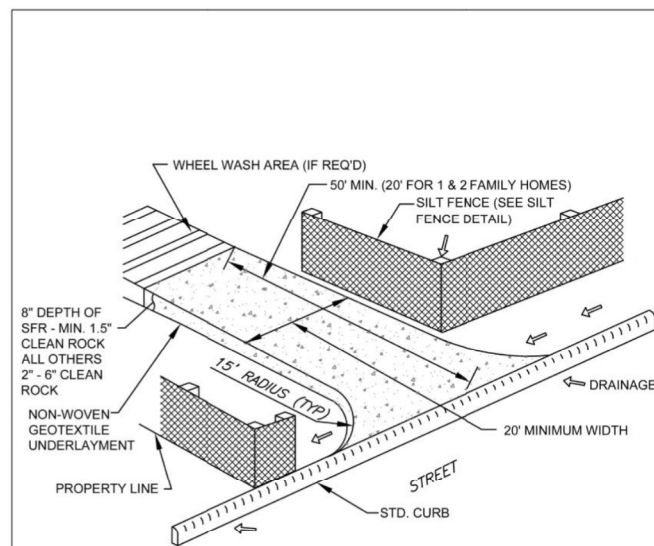 WHEEL WASH AREA (IF REQ'D)
50' MIN. (20' FOR 1 & 2 FAMILY HOMES)
SILT FENCE (SEE SILT
FENCE DETAIL)
8" DEPTH OF
SFR - MIN. 1.5"
CLEAN ROCK
ALL OTHERS
2" - 6" CLEAN
ROCK
15' RADIUS (TYP)
DRAINAGE
NON-WOVEN
GEOTEXTILE
UNDERLAYMENT
20' MINIMUM WIDTH
PROPERTY LINE
STREET
STD. CURB